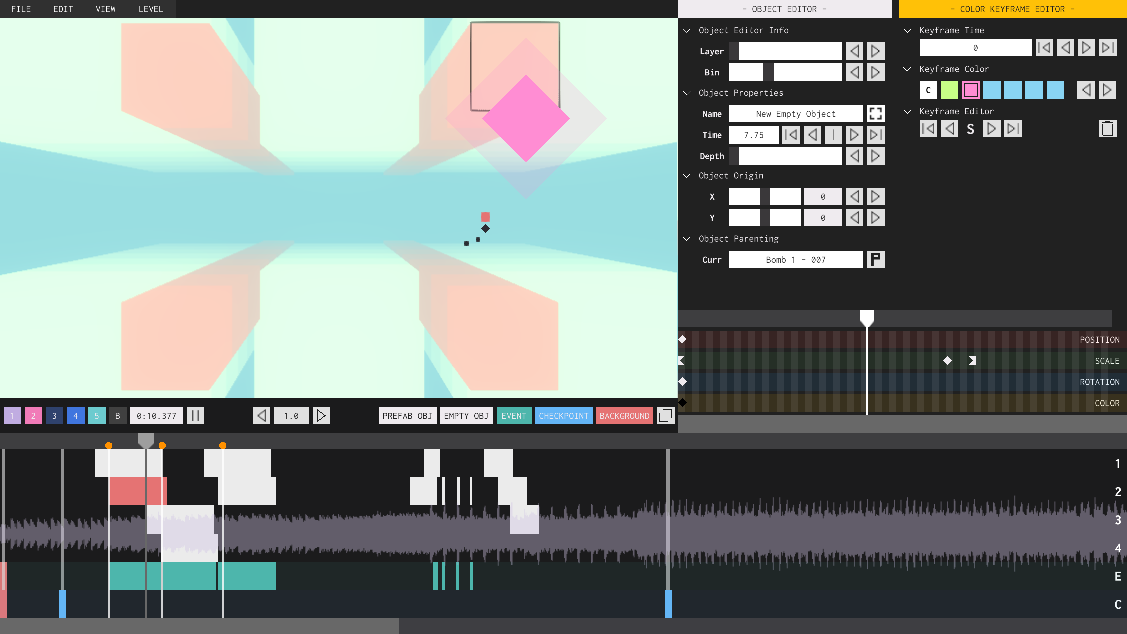 FILE EDIT VIEW LEVEL
- OBJECT EDITOR -
Object Editor Info
Layer
Bin
Object Properties
Name New Empty Object
Time 7.75
Depth
Object Origin
X 0
Y 0
Object Parenting
Curr Bomb 1 - 007 P
- COLOR KEYFRAME EDITOR -
Keyframe Time
0
Keyframe Color
C
Keyframe Editor
S
POSITION
SCALE
ROTATION
COLOR
1 2 3 4 5 B 0:10.377 1.0 PREFAB OBJ EMPTY OBJ EVENT CHECKPOINT BACKGROUND
1
2
3
4
E
C